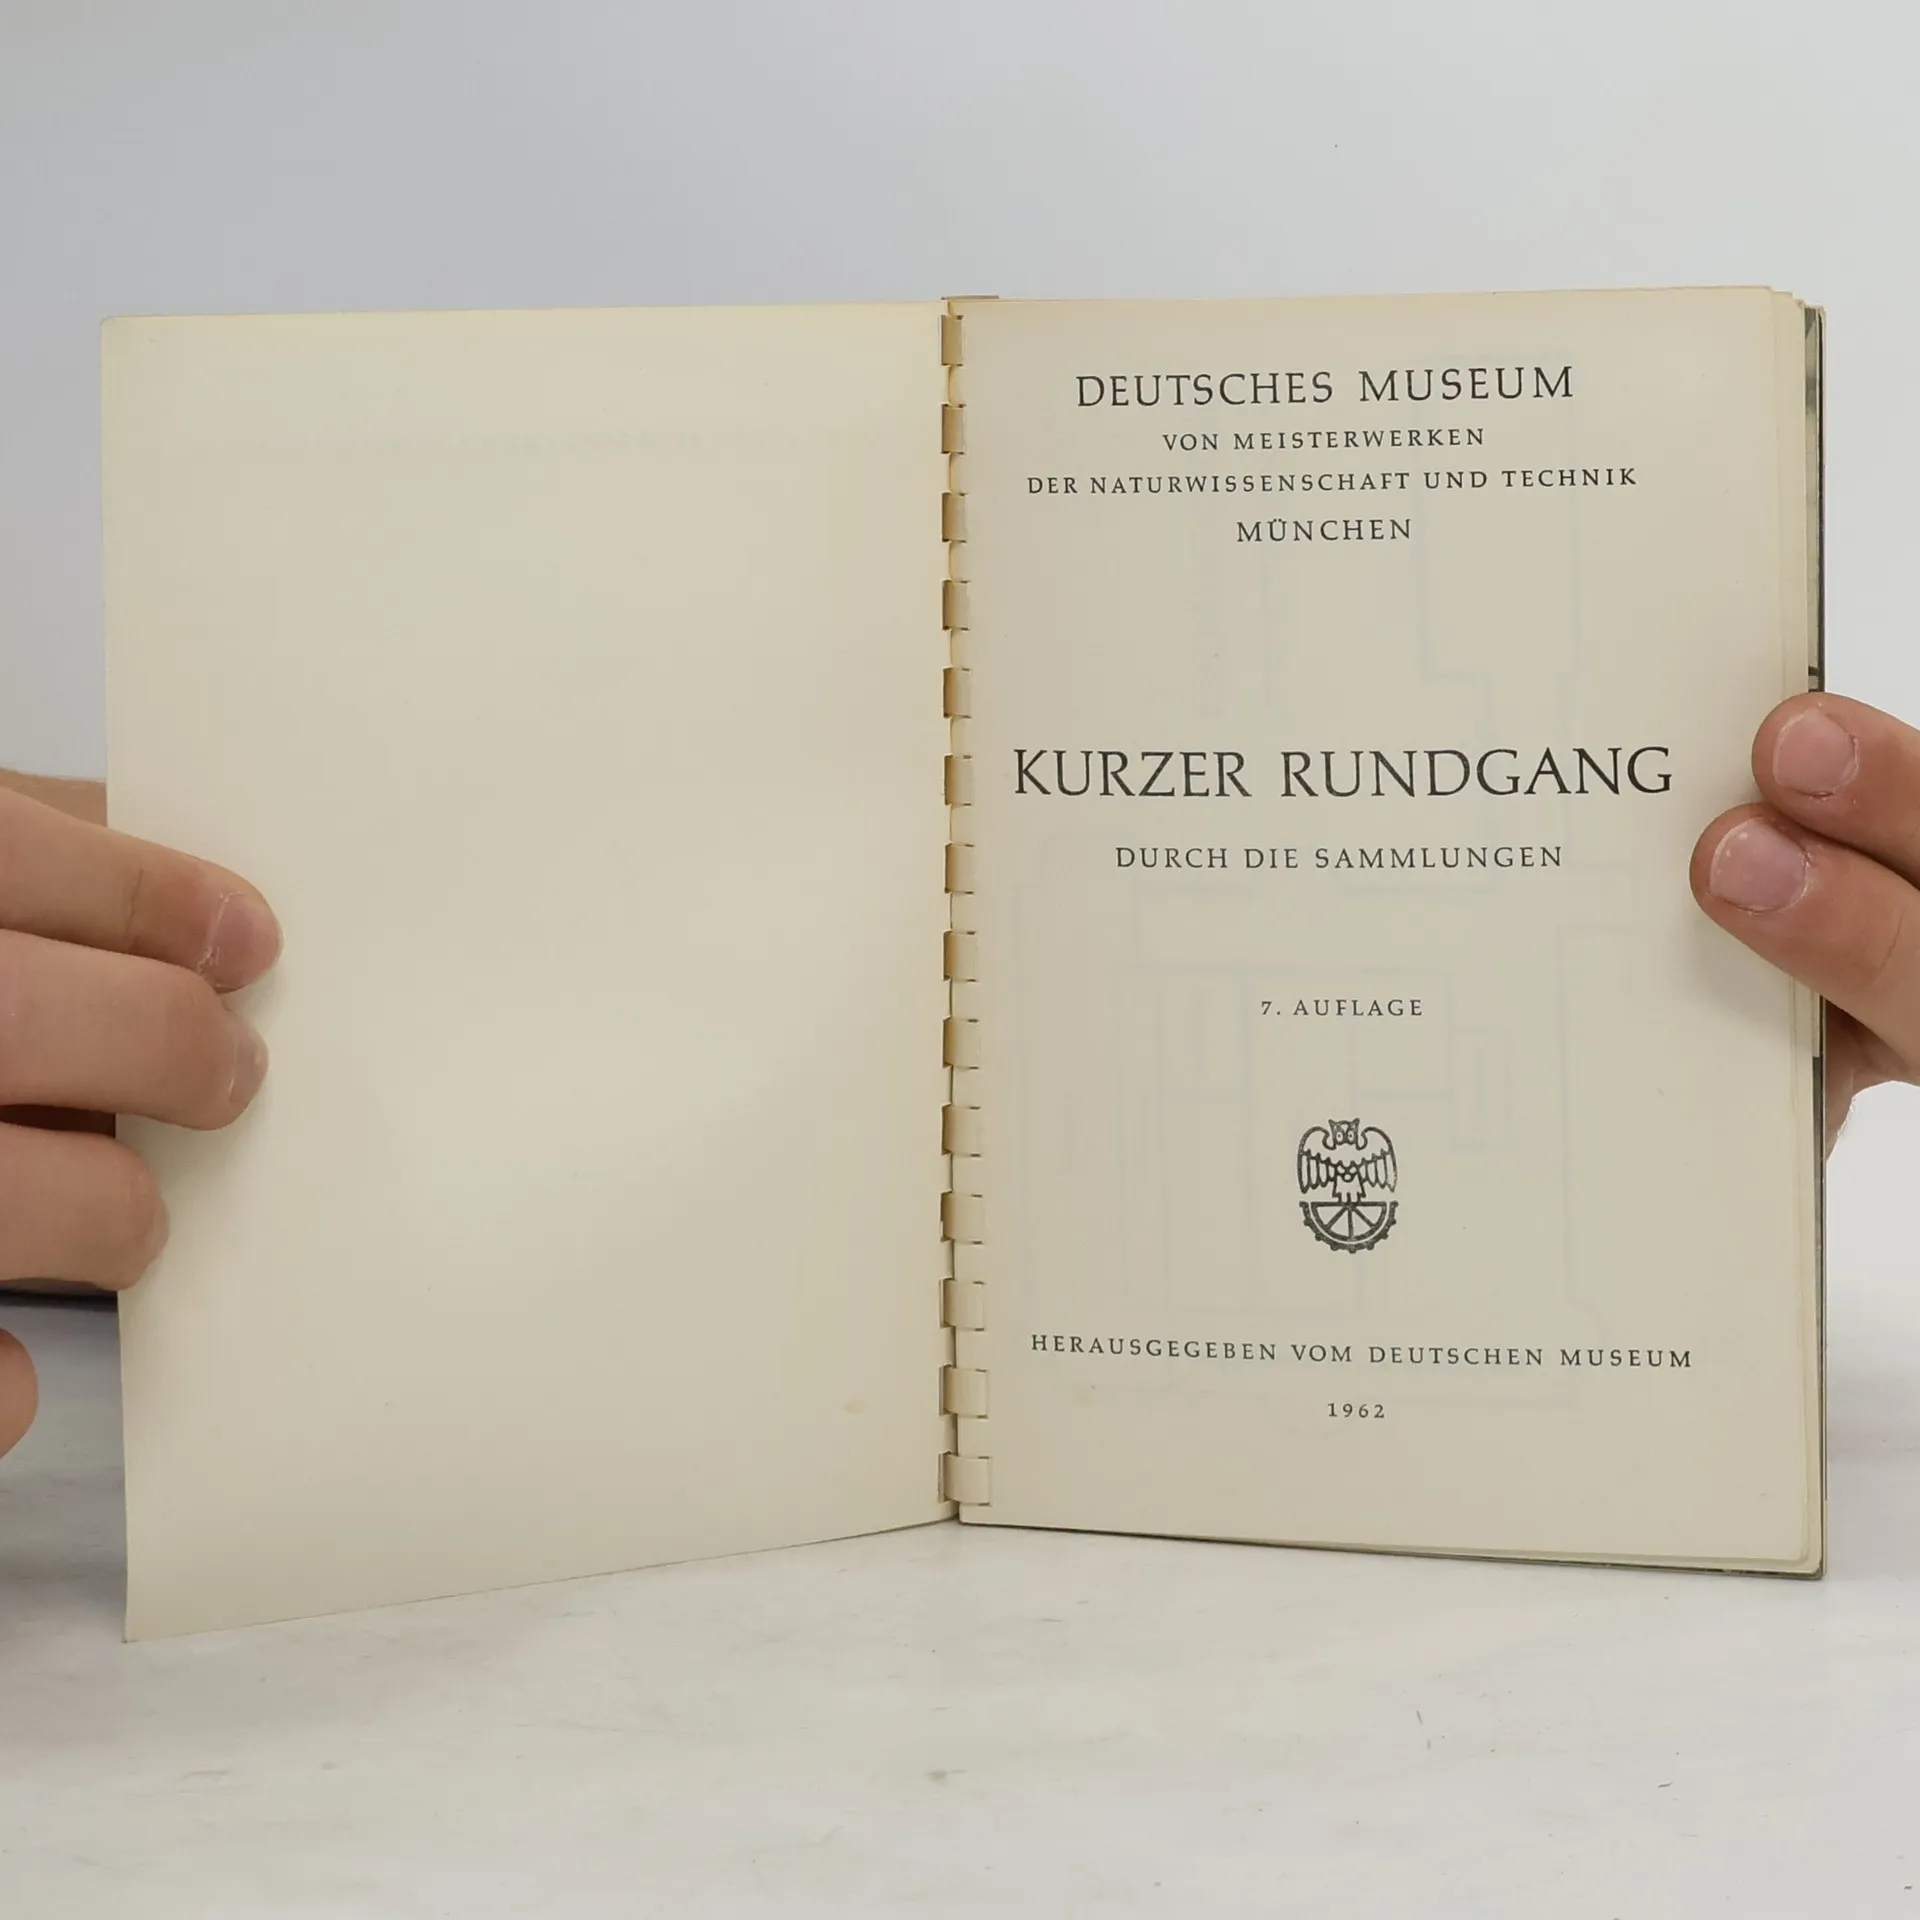 DEUTSCHES MUSEUM
VON MEISTERWERKEN
DER NATURWISSENSCHAFT UND TECHNIK
MÜNCHEN
KURZER RUNDGANG
DURCH DIE SAMMLUNGEN
7. AUFLAGE
HERAUSGEGEBEN VOM DEUTSCHEN MUSEUM
1962